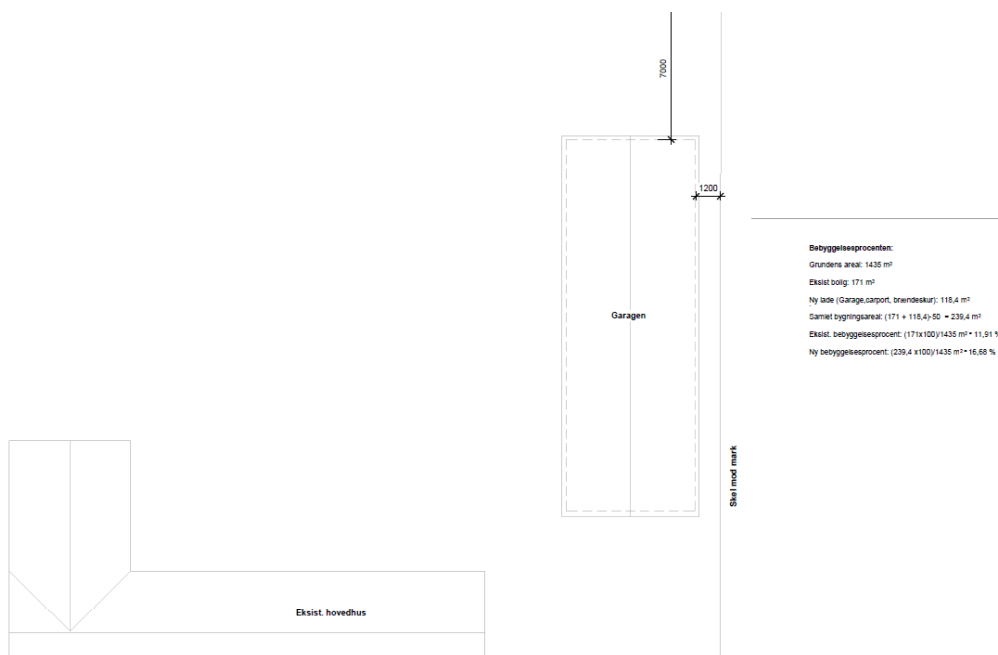 7000
1200
Bebyggelsesprocenten:
Grundens areal: 1435 m²
Eksist bolig: 171 m²
Ny lade (Garage,carport, brændeskur): 118,4 m²
Samlet bygningsareal: (171 + 118,4)-50 = 239,4 m²
Eksist. bebyggelsesprocent: (171x100)/1435 m² = 11,91 %
Ny bebyggelsesprocent: (239,4 x100)/1435 m² = 16,68 %
Garagen
Skel mod mark
Eksist. hovedhus